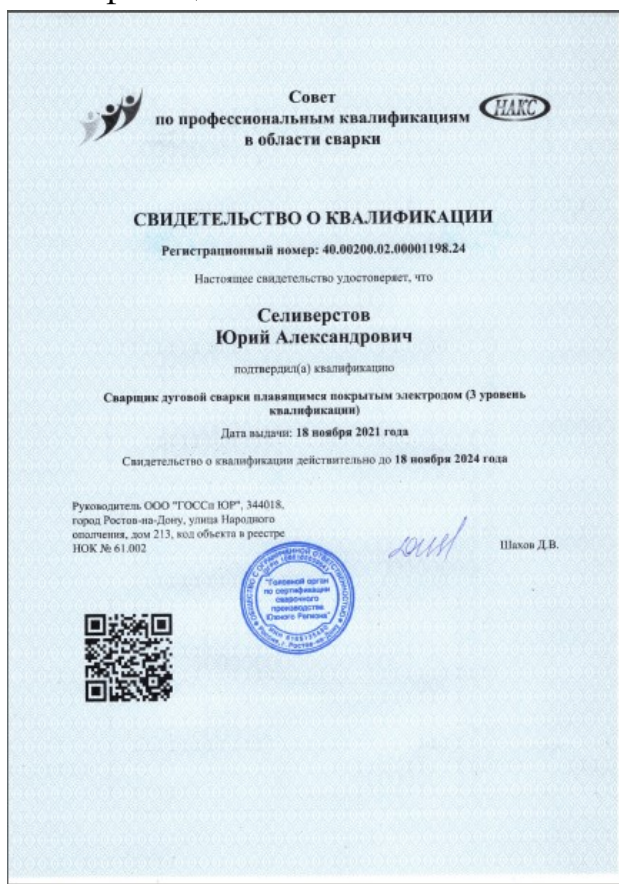 Совет
по профессиональным квалификациям
в области сварки
НАКС
СВИДЕТЕЛЬСТВО О КВАЛИФИКАЦИИ
Регистрационный номер: 40.00200.02.00001198.24
Настоящее свидетельство удостоверяет, что
Селиверстов
Юрий Александрович
подтвердил(а) квалификацию
Сварщик дуговой сварки плавящимся покрытым электродом (3 уровень
квалификации)
Дата выдачи: 18 ноября 2021 года
Свидетельство о квалификации действительно до 18 ноября 2024 года
Руководитель ООО "ГОССп ЮР", 344018,
город Ростов-на-Дону, улица Народного
ополчения, дом 213, код объекта в реестре
НОК № 61.002
Шахов Д.В.
"Головной орган
по сертификации
сварочного
производства
Южного Региона"